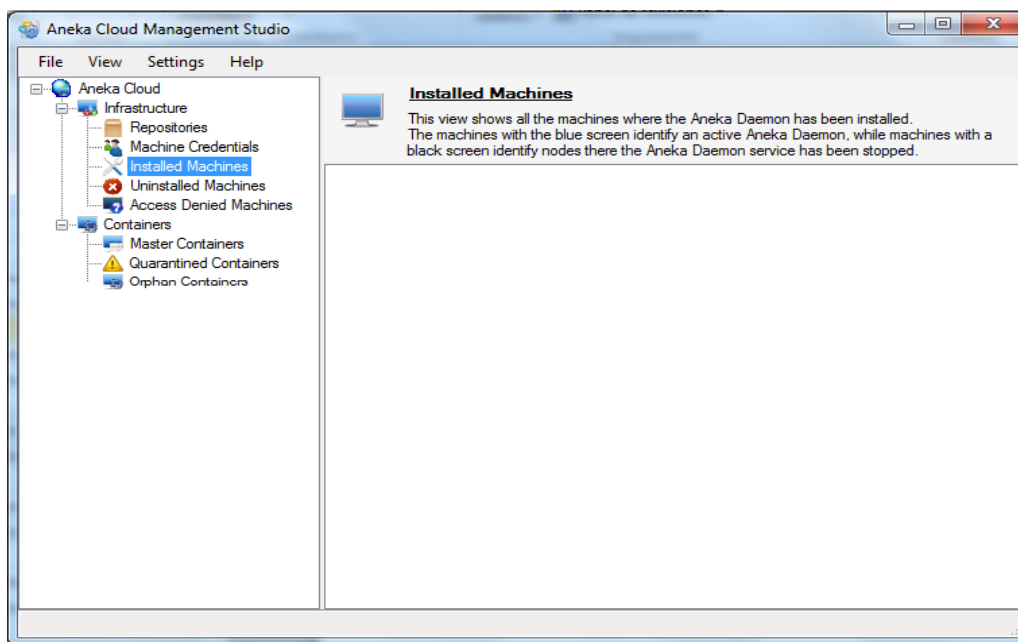 Aneka Cloud Management Studio
File View Settings Help
Aneka Cloud
Infrastructure
Repositories
Machine Credentials
Installed Machines
Uninstalled Machines
Access Denied Machines
Containers
Master Containers
Quarantined Containers
Orphan Containers
Installed Machines
This view shows all the machines where the Aneka Daemon has been installed.
The machines with the blue screen identify an active Aneka Daemon, while machines with a
black screen identify nodes there the Aneka Daemon service has been stopped.